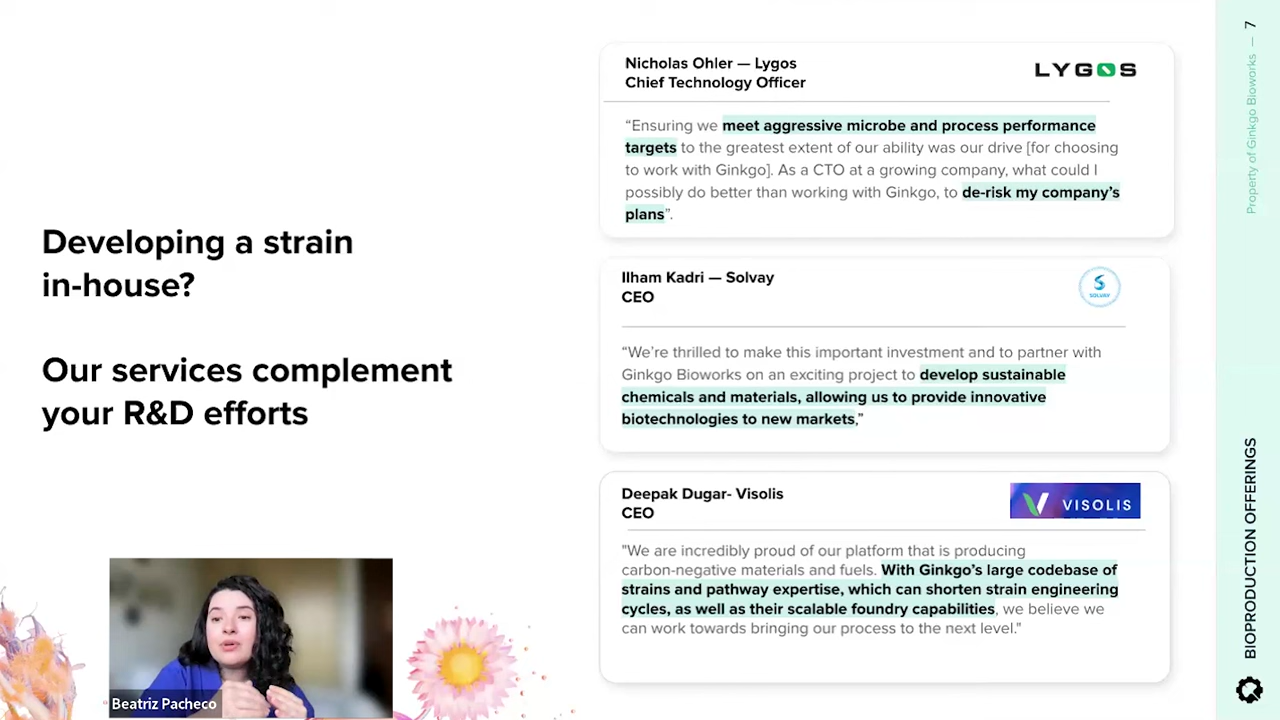 Developing a strain
in-house?
Our services complement
your R&D efforts
Nicholas Ohler — Lygos
Chief Technology Officer
LYGOS
“Ensuring we meet aggressive microbe and process performance
targets to the greatest extent of our ability was our drive [for choosing
to work with Ginkgo]. As a CTO at a growing company, what could I
possibly do better than working with Ginkgo, to de-risk my company’s
plans”.
Ilham Kadri — Solvay
CEO
SOLVAY
“We’re thrilled to make this important investment and to partner with
Ginkgo Bioworks on an exciting project to develop sustainable
chemicals and materials, allowing us to provide innovative
biotechnologies to new markets,”
Deepak Dugar- Visolis
CEO
VISOLIS
"We are incredibly proud of our platform that is producing
carbon-negative materials and fuels. With Ginkgo’s large codebase of
strains and pathway expertise, which can shorten strain engineering
cycles, as well as their scalable foundry capabilities, we believe we
can work towards bringing our process to the next level."
Beatriz Pacheco
Property of Ginkgo Bioworks — 7
BIOPRODUCTION OFFERINGS